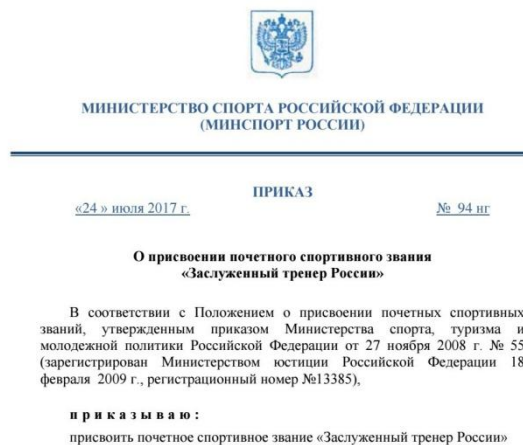 МИНИСТЕРСТВО СПОРТА РОССИЙСКОЙ ФЕДЕРАЦИИ
(МИНСПОРТ РОССИИ)
ПРИКАЗ
«24 » июля 2017 г.
№ 94 нг
О присвоении почетного спортивного звания
«Заслуженный тренер России»
В соответствии с Положением о присвоении почетных спортивных
званий, утвержденным приказом Министерства спорта, туризма и
молодежной политики Российской Федерации от 27 ноября 2008 г. № 55
(зарегистрирован Министерством юстиции Российской Федерации 18
февраля 2009 г., регистрационный номер №13385),
п р и к а з ы в а ю :
присвоить почетное спортивное звание «Заслуженный тренер России»